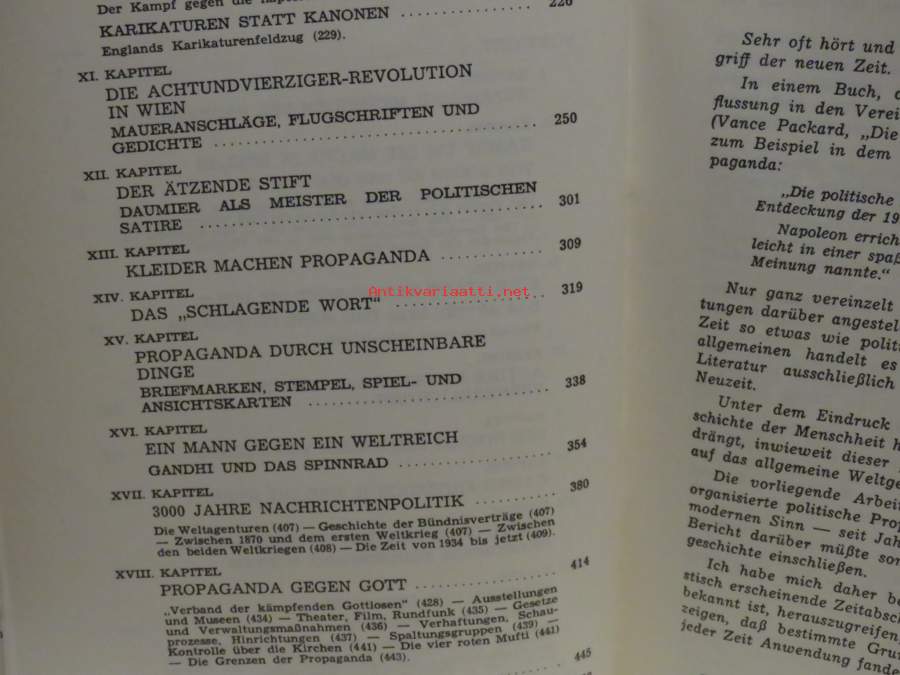 Der Kampf gegen die
KARIKATUREN STATT KANONEN 226
Englands Karikaturenfeldzug (229).
XI. KAPITEL
DIE ACHTUNDVIERZIGER-REVOLUTION
IN WIEN
MAUERANSCHLÄGE, FLUGSCHRIFTEN UND
GEDICHTE 250
XII. KAPITEL
DER ÄTZENDE STIFT
DAUMIER ALS MEISTER DER POLITISCHEN
SATIRE 301
XIII. KAPITEL
KLEIDER MACHEN PROPAGANDA 309
XIV. KAPITEL
DAS „SCHLAGENDE WORT“ 319
XV. KAPITEL
PROPAGANDA DURCH UNSCHEINBARE
DINGE
BRIEFMARKEN, STEMPEL, SPIEL- UND
ANSICHTSKARTEN 338
XVI. KAPITEL
EIN MANN GEGEN EIN WELTREICH
GANDHI UND DAS SPINNRAD 354
XVII. KAPITEL
3000 JAHRE NACHRICHTENPOLITIK 380
Die Weltagenturen (407) — Geschichte der Bündnisverträge (407)
— Zwischen 1870 und dem ersten Weltkrieg (407) — Zwischen
den beiden Weltkriegen (408) — Die Zeit von 1934 bis jetzt (409).
XVIII. KAPITEL
PROPAGANDA GEGEN GOTT 414
„Verband der kämpfenden Gottlosen“ (428) — Ausstellungen
und Museen (434) — Theater, Film, Rundfunk (435) — Gesetze
und Verwaltungsmaßnahmen (436) — Verhaftungen, Schau-
prozesse, Hinrichtungen (437) — Spaltungsgruppen (439) —
Kontrolle über die Kirchen (441) — Die vier roten Mufti (441)
— Die Grenzen der Propaganda (443).
445
Antikvariaatti.net
Sehr oft hört und
griff der neuen Zeit.
In einem Buch, d
flussung in den Verei
(Vance Packard, „Die
zum Beispiel in dem
paganda:
„Die politische
Entdeckung der 19
Napoleon errich
leicht in einer spaß
Meinung nannte.“
Nur ganz vereinzelt
tungen darüber angestel
Zeit so etwas wie polit
allgemeinen handelt es
Literatur ausschließlich
Neuzeit.
Unter dem Eindruck
schichte der Menschheit h
drängt, inwieweit dieser
auf das allgemeine Weltge
Die vorliegende Arbeit
organisierte politische Prop
modernen Sinn — seit Jah
Bericht darüber müßte so
geschichte einschließen.
Ich habe mich daher be
stisch erscheinende Zeitabsch
bekannt ist, herauszugreifen,
zeigen, daß bestimmte Gru
jeder Zeit Anwendung fande